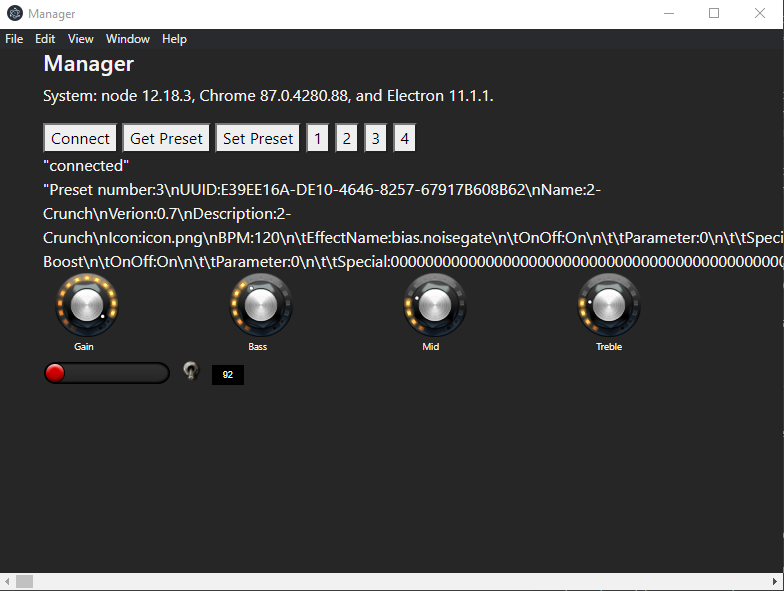 Manager
File Edit View Window Help
Manager
System: node 12.18.3, Chrome 87.0.4280.88, and Electron 11.1.1.
Connect Get Preset Set Preset 1 2 3 4
"connected"
"Preset number:3\nUUID:E39EE16A-DE10-4646-8257-67917B608B62\nName:2-
Crunch\nVerion:0.7\nDescription:2-
Crunch\nIcon:icon.png\nBPM:120\n\tEffectName:bias.noisegate\n\tOnOff:On\n\t\tParameter:0\n\t\tSpeci
Boost\n\tOnOff:On\n\t\tParameter:0\n\t\tSpecial:
Gain Bass Mid Treble
92